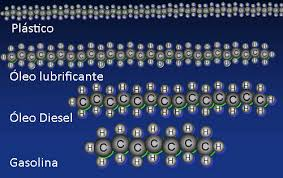 Plástico
Óleo lubrificante
Óleo Diesel
Gasolina